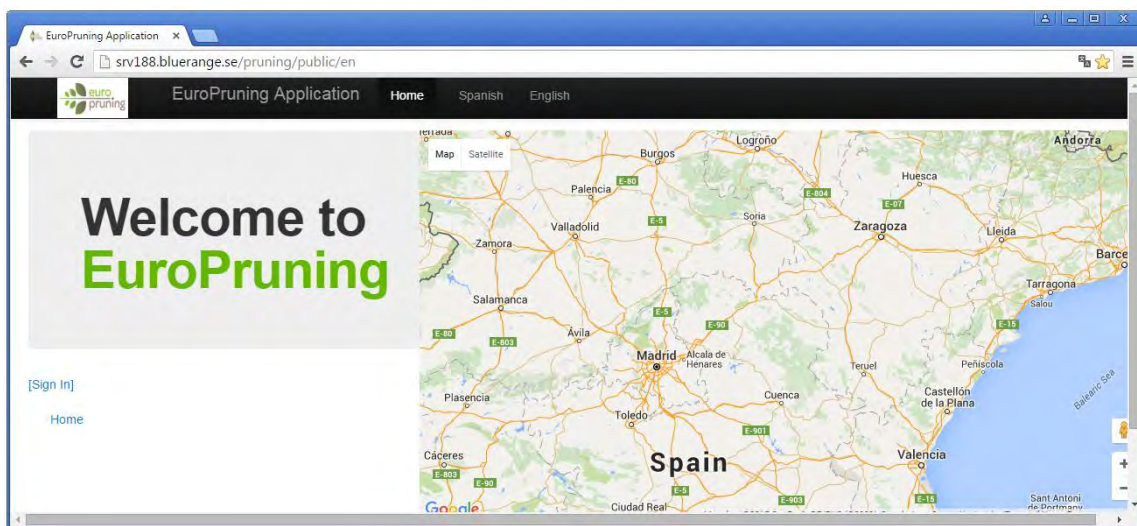 EuroPruning Application
srv188.bluerange.se/pruning/public/en
euro
pruning
EuroPruning Application Home Spanish English
Welcome to
EuroPruning
[Sign In]
Home
Map Satellite
Logroño
Andorra
Burgos
Huesca
E-80
Palencia
E-804
E-07
Soria
E-5
Valladolid
Zaragoza
Lleida
Zamora
Barce
Tarragona
Salou
Salamanca
E-5
E-90
E-15
E-80
E-803
Ávila
Madrid
Alcala de
Henares
Teruel
Peñiscola
Plasencia
Cuenca
Castellón
de la Plana
Balearic Sea
Toledo
E-901
Cáceres
Valencia
Spain
E-803
E-90
E-5
E-903
E-15
Sant Antoni
de Portmany
Google
Ciudad Real